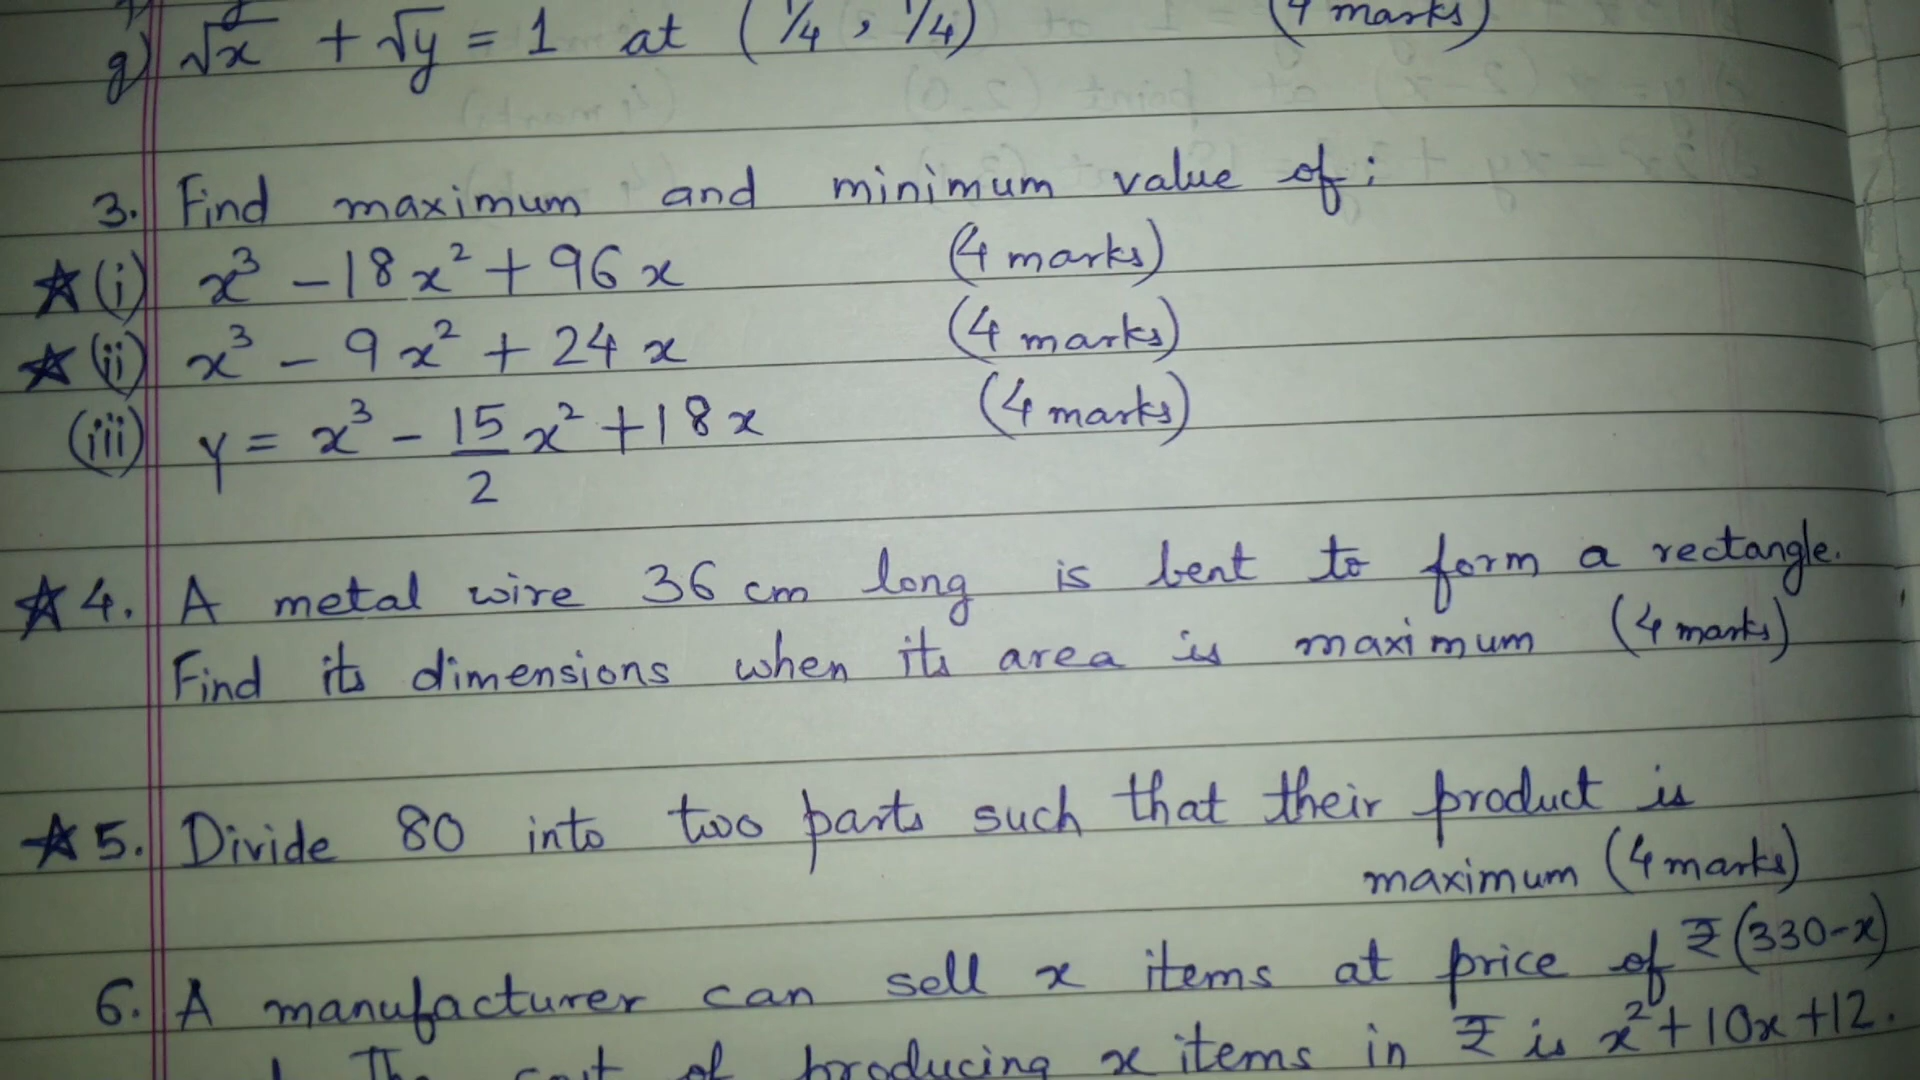 g) √x + √y = 1 at (1/4, 1/4) (4 marks)
3. Find maximum and minimum value of:
★(i) x³ - 18x² + 96x (4 marks)
★(ii) x³ - 9x² + 24x (4 marks)
(iii) y = x³ - 15/2 x² + 18x (4 marks)
★4. A metal wire 36 cm long is bent to form a rectangle.
Find its dimensions when its area is maximum (4 marks)
★5. Divide 80 into two parts such that their product is
maximum (4 marks)
6. A manufacturer can sell x items at price of ₹(330-x)
cost of producing x items in ₹ is x² + 10x + 12.